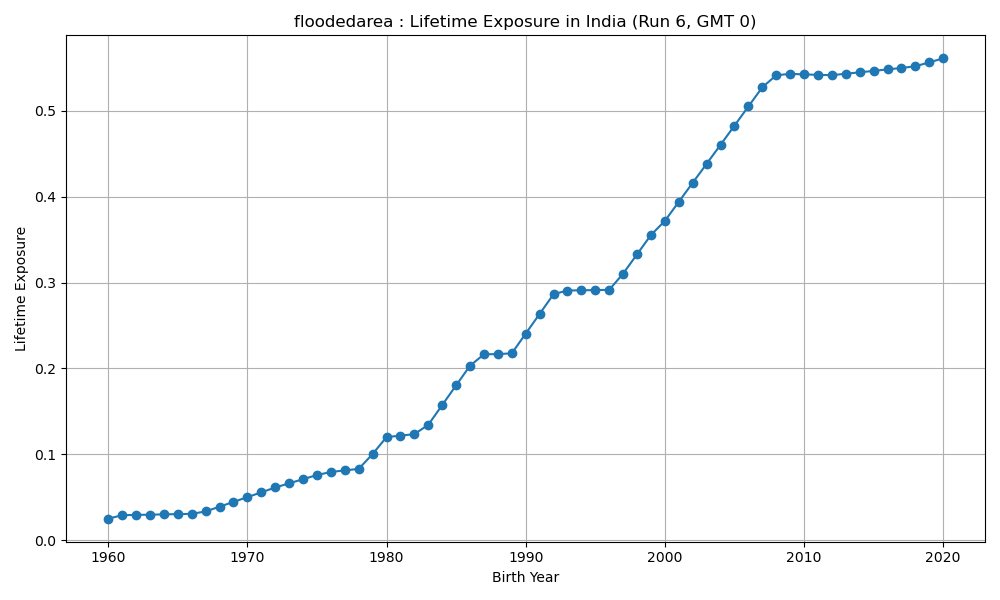 floodedarea : Lifetime Exposure in India (Run 6, GMT 0)
Lifetime Exposure
0.5
0.4
0.3
0.2
0.1
0.0
1960 1970 1980 1990 2000 2010 2020
Birth Year